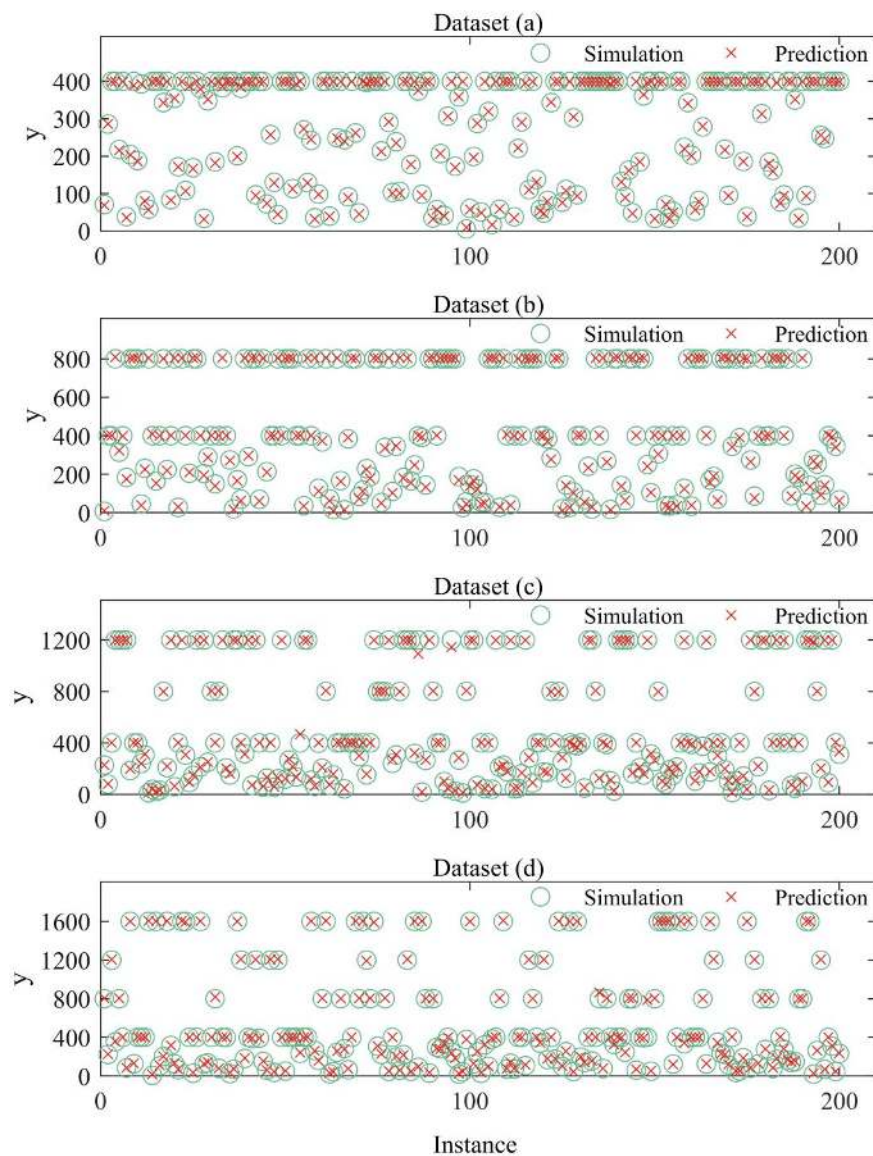 Dataset (a)
Simulation Prediction
400
300
200
100
0
y
0 100 200
Dataset (b)
Simulation Prediction
800
600
400
200
0
y
0 100 200
Dataset (c)
Simulation Prediction
1200
800
400
0
y
0 100 200
Dataset (d)
Simulation Prediction
1600
1200
800
400
0
y
0 100 200
Instance